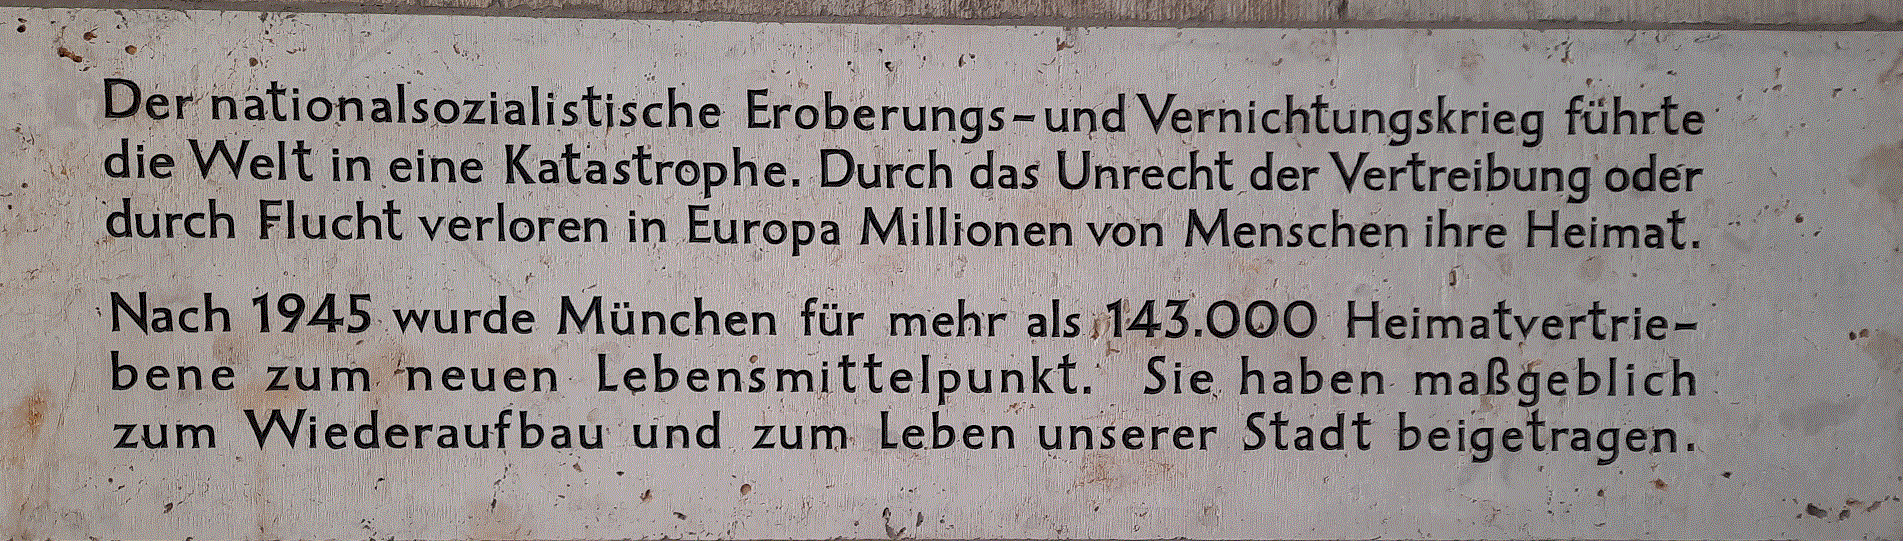 Der nationalsozialistische Eroberungs-und Vernichtungskrieg führte
die Welt in eine Katastrophe. Durch das Unrecht der Vertreibung oder
durch Flucht verloren in Europa Millionen von Menschen ihre Heimat.
Nach 1945 wurde München für mehr als 143.000 Heimatvertrie-
bene zum neuen Lebensmittelpunkt. Sie haben maßgeblich
zum Wiederaufbau und zum Leben unserer Stadt beigetragen.